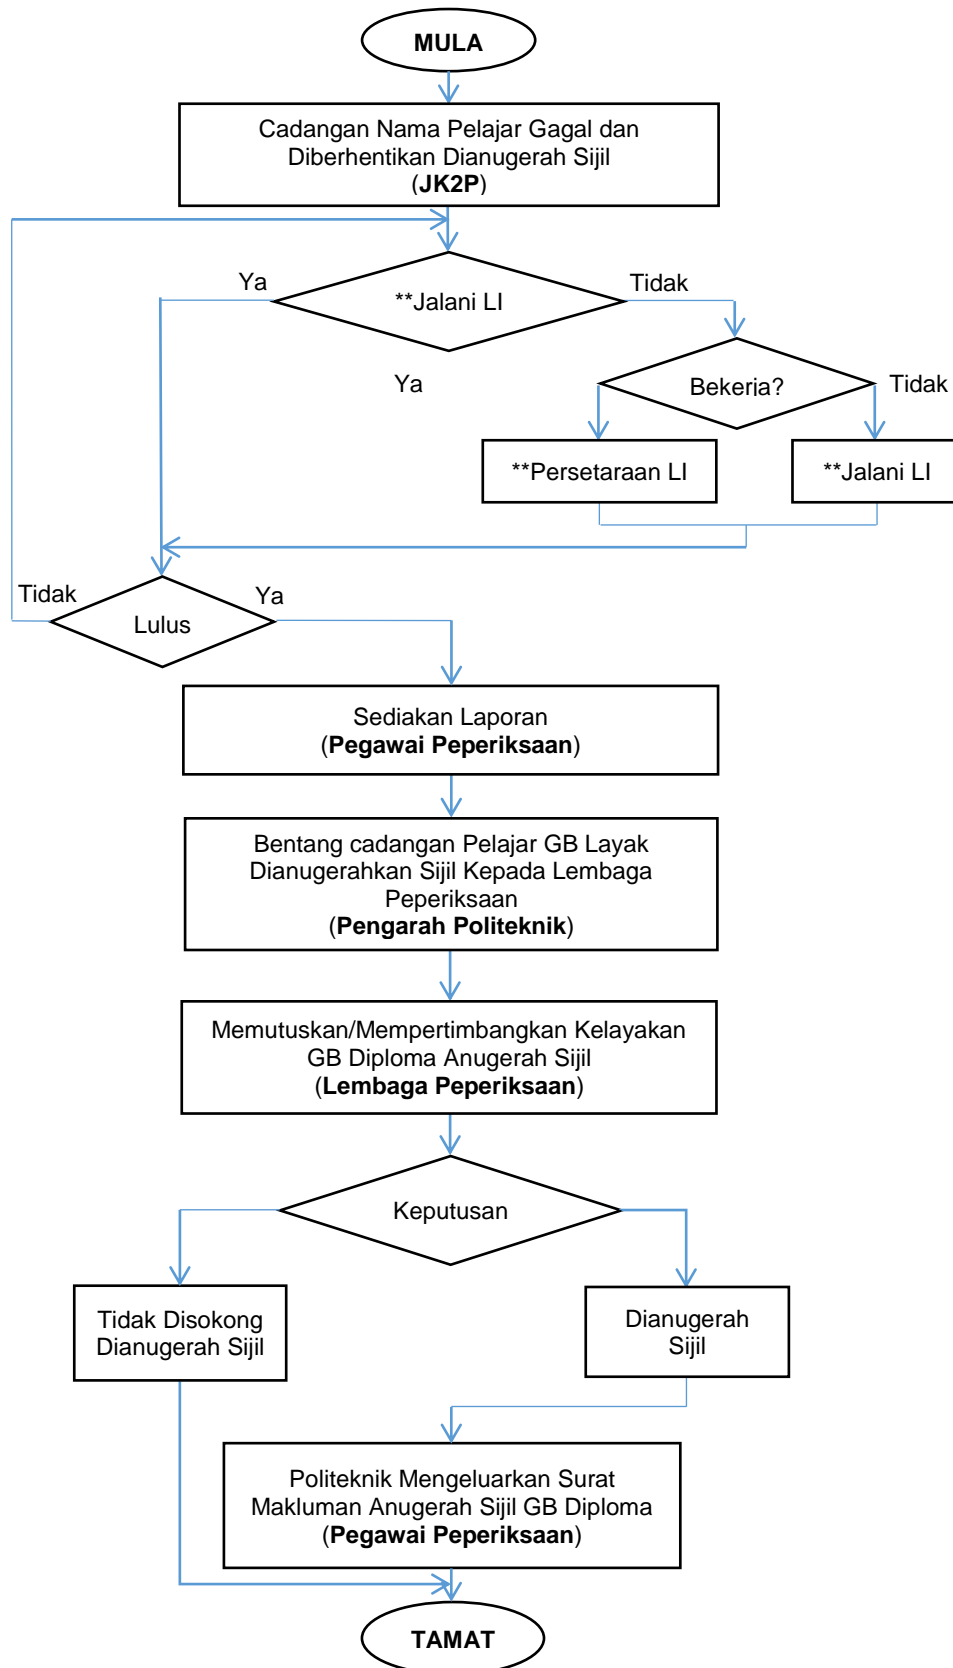 MULA
Cadangan Nama Pelajar Gagal dan
Diberhentikan Dianugerah Sijil
(JK2P)
Ya
**Jalani LI
Tidak
Ya
Bekeria?
Tidak
**Persetaraan LI
**Jalani LI
Tidak
Lulus
Ya
Sediakan Laporan
(Pegawai Peperiksaan)
Bentang cadangan Pelajar GB Layak
Dianugerahkan Sijil Kepada Lembaga
Peperiksaan
(Pengarah Politeknik)
Memutuskan/Mempertimbangkan Kelayakan
GB Diploma Anugerah Sijil
(Lembaga Peperiksaan)
Keputusan
Tidak Disokong
Dianugerah Sijil
Dianugerah
Sijil
Politeknik Mengeluarkan Surat
Makluman Anugerah Sijil GB Diploma
(Pegawai Peperiksaan)
TAMAT